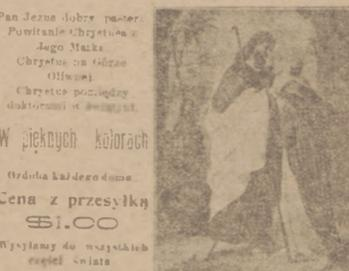 Pan Jezus dobry pasterz.
Powitanie Chrystusa z
Jego Matką.
Chrystus na Górze
Oliwnej.
Chrystus pomiędzy
doktorami w świątyni.
W pięknych kolorach
Ozdoba każdego domu.
Cena z przesyłką
$1.00
Wysyłamy do wszystkich
części świata